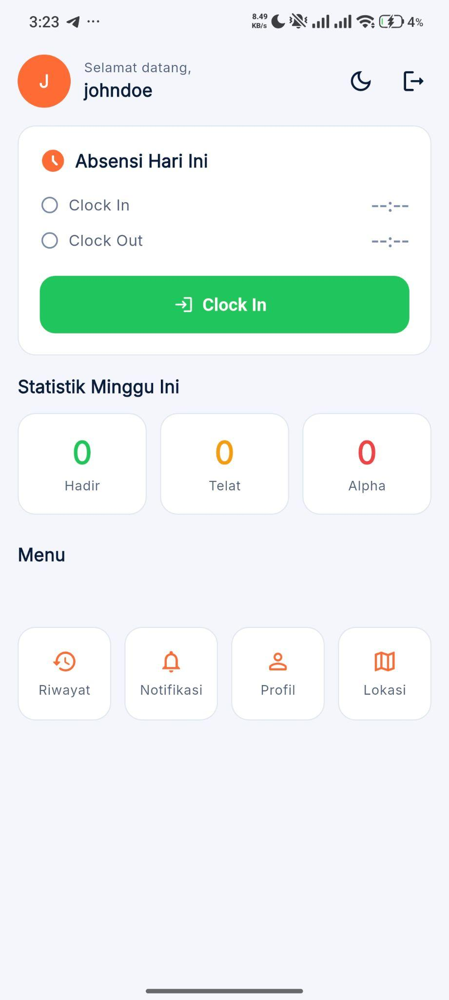 3:23 ... 8.49 KB/s 4%
J
Selamat datang,
johndoe
Absensi Hari Ini
Clock In --:--
Clock Out --:--
Clock In
Statistik Minggu Ini
0 0 0
Hadir Telat Alpha
Menu
Riwayat Notifikasi Profil Lokasi